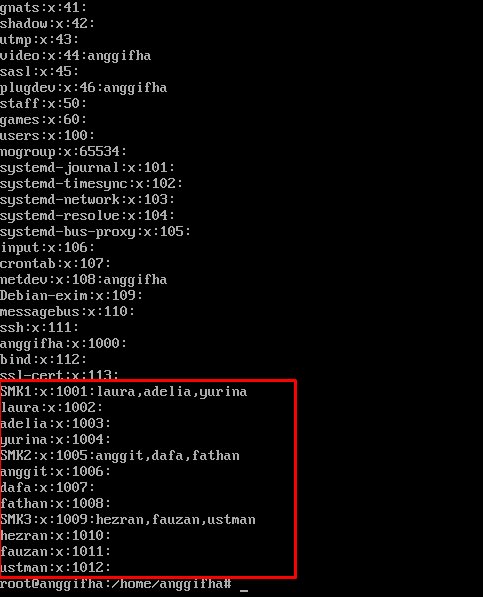 gnats:x:41:
shadow:x:42:
utmp:x:43:
video:x:44:anggifha
sasl:x:45:
plugdev:x:46:anggifha
staff:x:50:
games:x:60:
users:x:100:
nogroup:x:65534:
systemd-journal:x:101:
systemd-timesync:x:102:
systemd-network:x:103:
systemd-resolve:x:104:
systemd-bus-proxy:x:105:
input:x:106:
crontab:x:107:
netdev:x:108:anggifha
Debian-exim:x:109:
messagebus:x:110:
ssh:x:111:
anggifha:x:1000:
bind:x:112:
ssl-cert:x:113:
SMK1:x:1001:laura,adelia,yurina
laura:x:1002:
adelia:x:1003:
yurina:x:1004:
SMK2:x:1005:anggit,dafa,fathan
anggit:x:1006:
dafa:x:1007:
fathan:x:1008:
SMK3:x:1009:hezran,fauzan,ustman
hezran:x:1010:
fauzan:x:1011:
ustman:x:1012:
root@anggifha:/home/anggifha# _